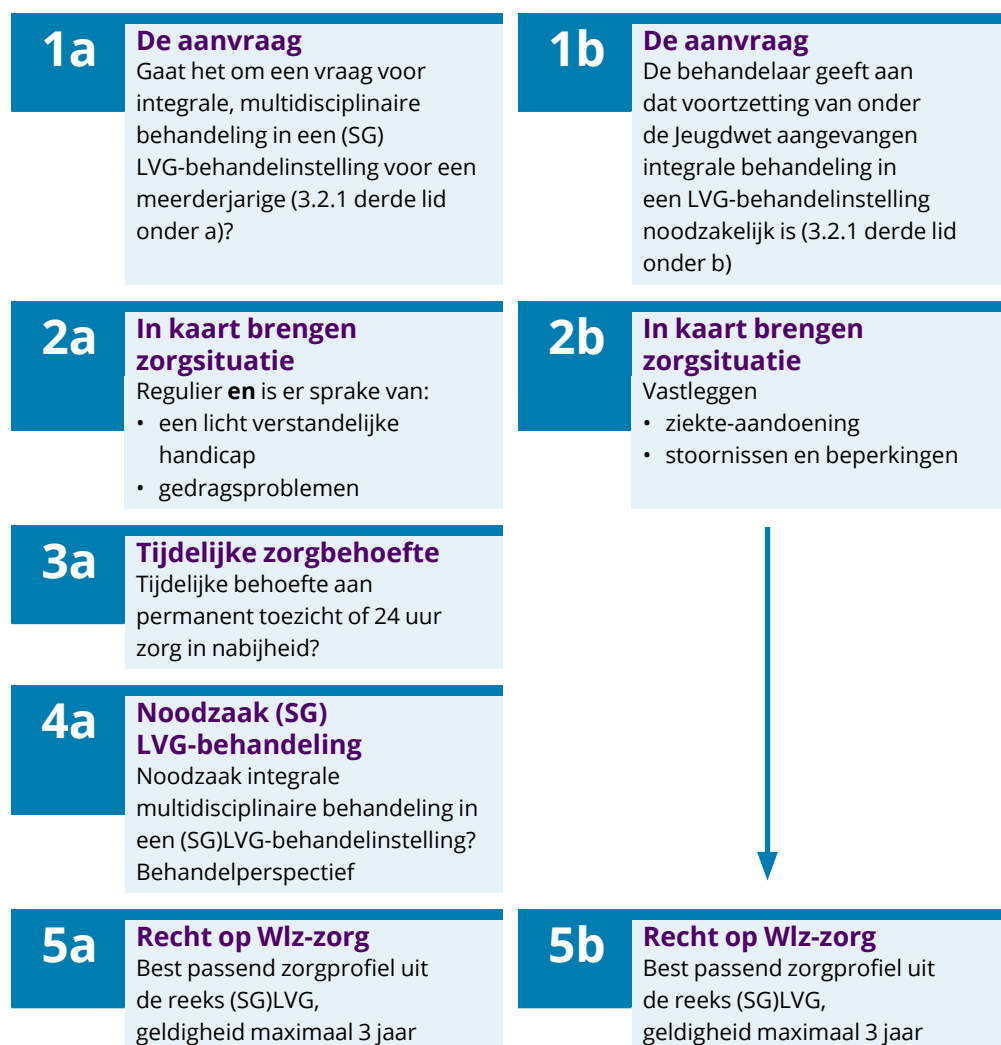 1a
De aanvraag
Gaat het om een vraag voor
integrale, multidisciplinaire
behandeling in een (SG)
LVG-behandelinstelling voor een
meerderjarige (3.2.1 derde lid
onder a)?
1b
De aanvraag
De behandelaar geeft aan
dat voortzetting van onder
de Jeugdwet aangevangen
integrale behandeling in
een LVG-behandelinstelling
noodzakelijk is (3.2.1 derde lid
onder b)
2a
In kaart brengen
zorgsituatie
Regulier en is er sprake van:
• een licht verstandelijke
handicap
• gedragsproblemen
2b
In kaart brengen
zorgsituatie
Vastleggen
• ziekte-aandoening
• stoornissen en beperkingen
3a
Tijdelijke zorgbehoefte
Tijdelijke behoefte aan
permanent toezicht of 24 uur
zorg in nabijheid?
4a
Noodzaak (SG)
LVG-behandeling
Noodzaak integrale
multidisciplinaire behandeling in
een (SG)LVG-behandelinstelling?
Behandelperspectief
5a
Recht op Wlz-zorg
Best passend zorgprofiel uit
de reeks (SG)LVG,
geldigheid maximaal 3 jaar
5b
Recht op Wlz-zorg
Best passend zorgprofiel uit
de reeks (SG)LVG,
geldigheid maximaal 3 jaar